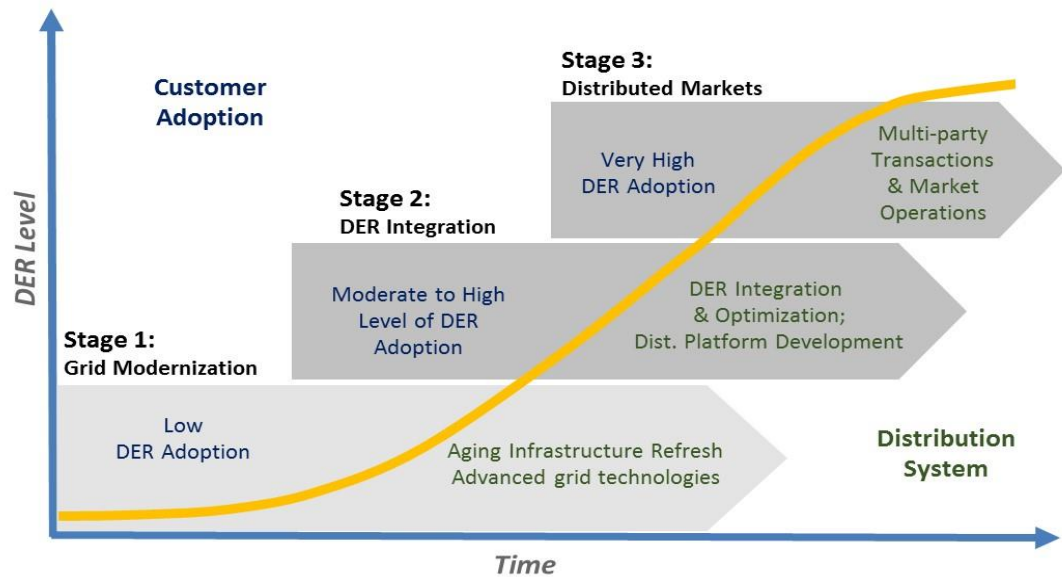 Customer
Adoption
Stage 3:
Distributed Markets
Very High
DER Adoption
Multi-party
Transactions
& Market
Operations
Stage 2:
DER Integration
Moderate to High
Level of DER
Adoption
DER Integration
& Optimization;
Dist. Platform Development
Stage 1:
Grid Modernization
Low
DER Adoption
Aging Infrastructure Refresh
Advanced grid technologies
Distribution
System
DER Level
Time